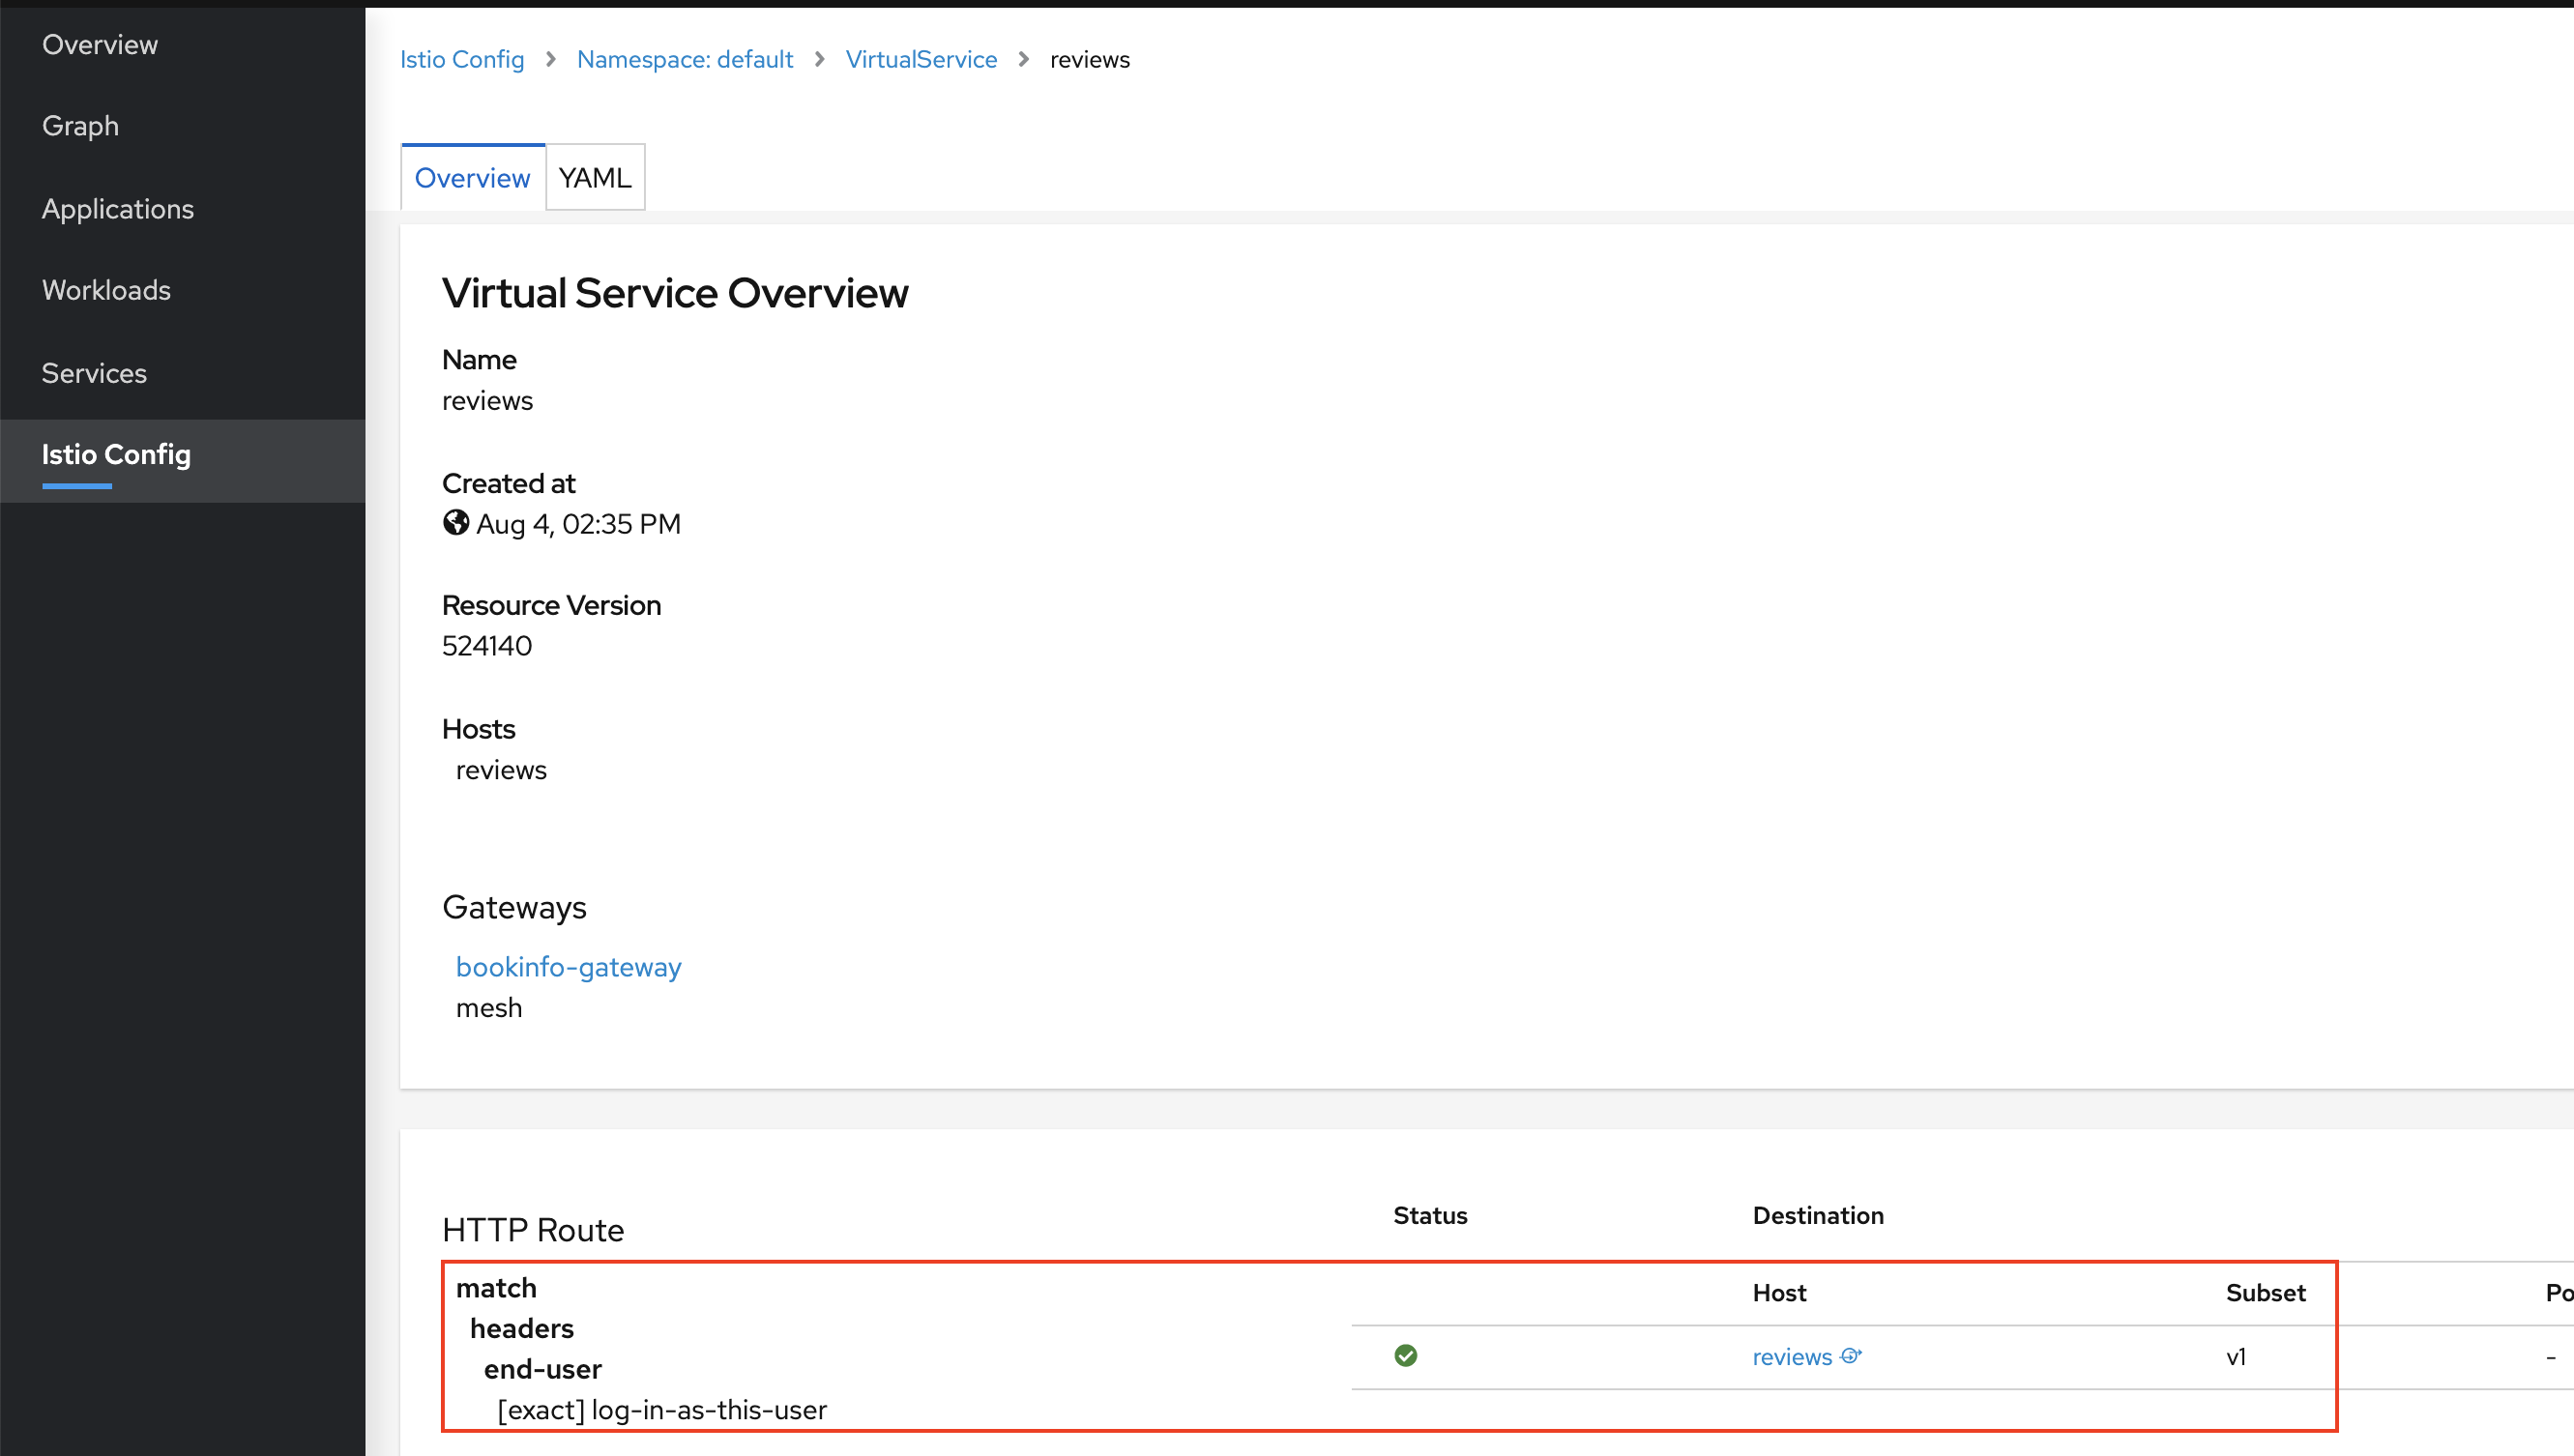 Overview
Graph
Applications
Workloads
Services
Istio Config
Istio Config > Namespace: default > VirtualService > reviews
Overview YAML
Virtual Service Overview
Name
reviews
Created at
Aug 4, 02:35 PM
Resource Version
524140
Hosts
reviews
Gateways
bookinfo-gateway
mesh
HTTP Route Status Destination
match Host Subset Po
headers
reviews v1 -
end-user
[exact] log-in-as-this-user